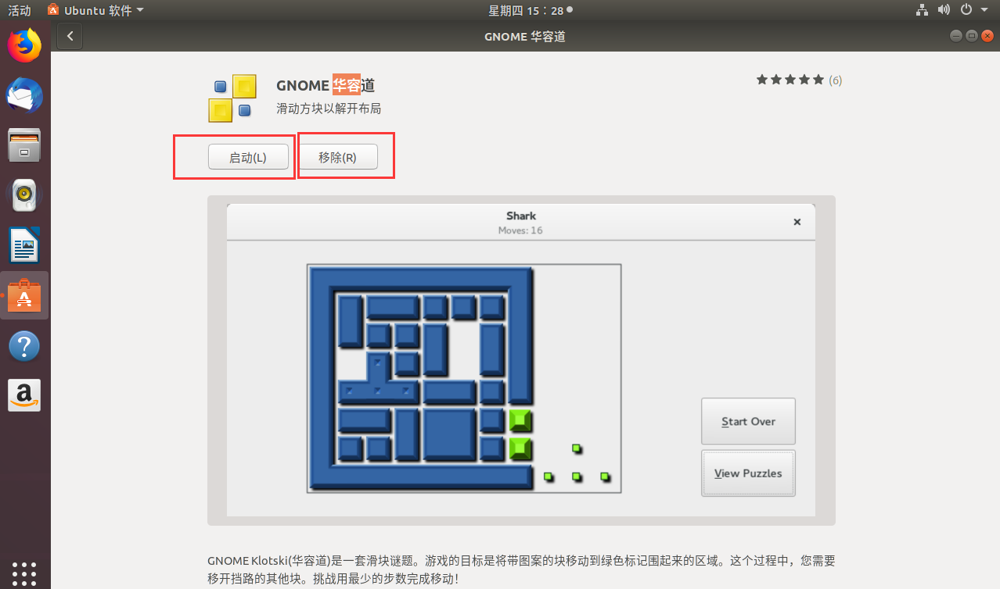 活动 Ubuntu 软件 星期四 15：28
GNOME 华容道
GNOME 华容道
(6)
滑动方块以解开布局
启动(L) 移除(R)
Shark
Moves: 16
Start Over
View Puzzles
GNOME Klotski(华容道)是一套滑块谜题。游戏的目标是将带图案的块移动到绿色标记围起来的区域。这个过程中，您需要
移开挡路的其他块。挑战用最少的步数完成移动！